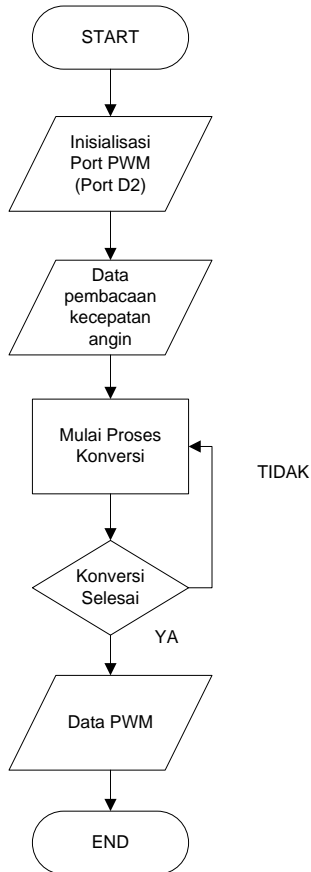 START
Inisialisasi
Port PWM
(Port D2)
Data
pembacaan
kecepatan
angin
Mulai Proses
Konversi
TIDAK
Konversi
Selesai
YA
Data PWM
END